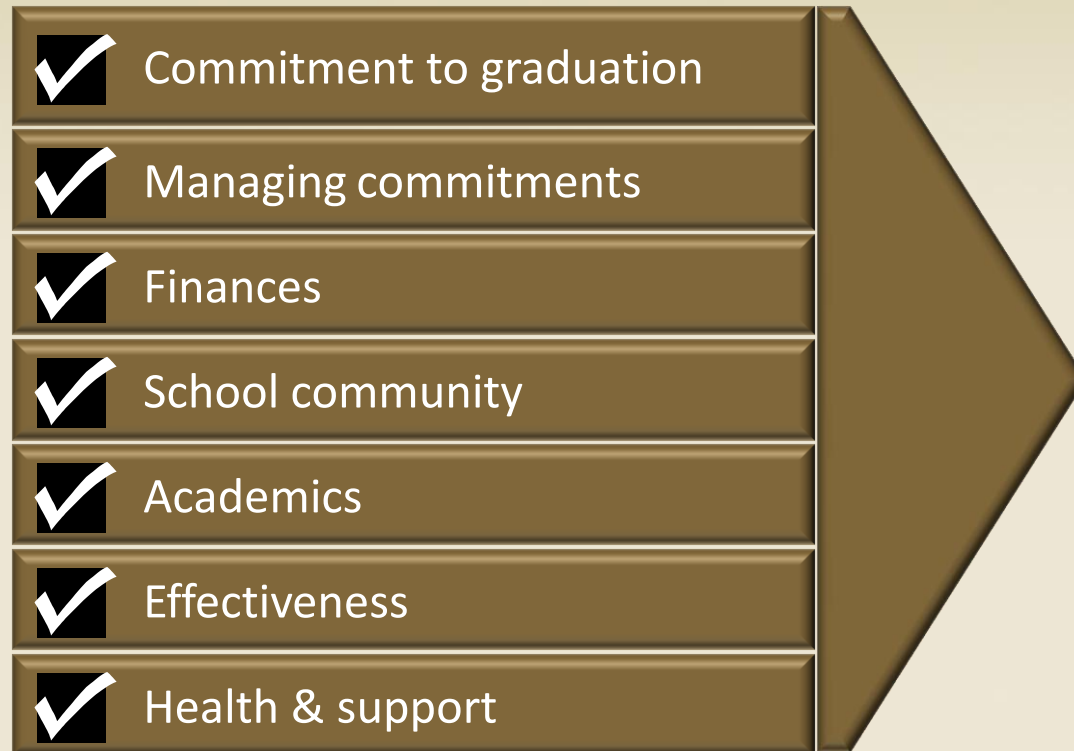 Commitment to graduation
Managing commitments
Finances
School community
Academics
Effectiveness
Health & support